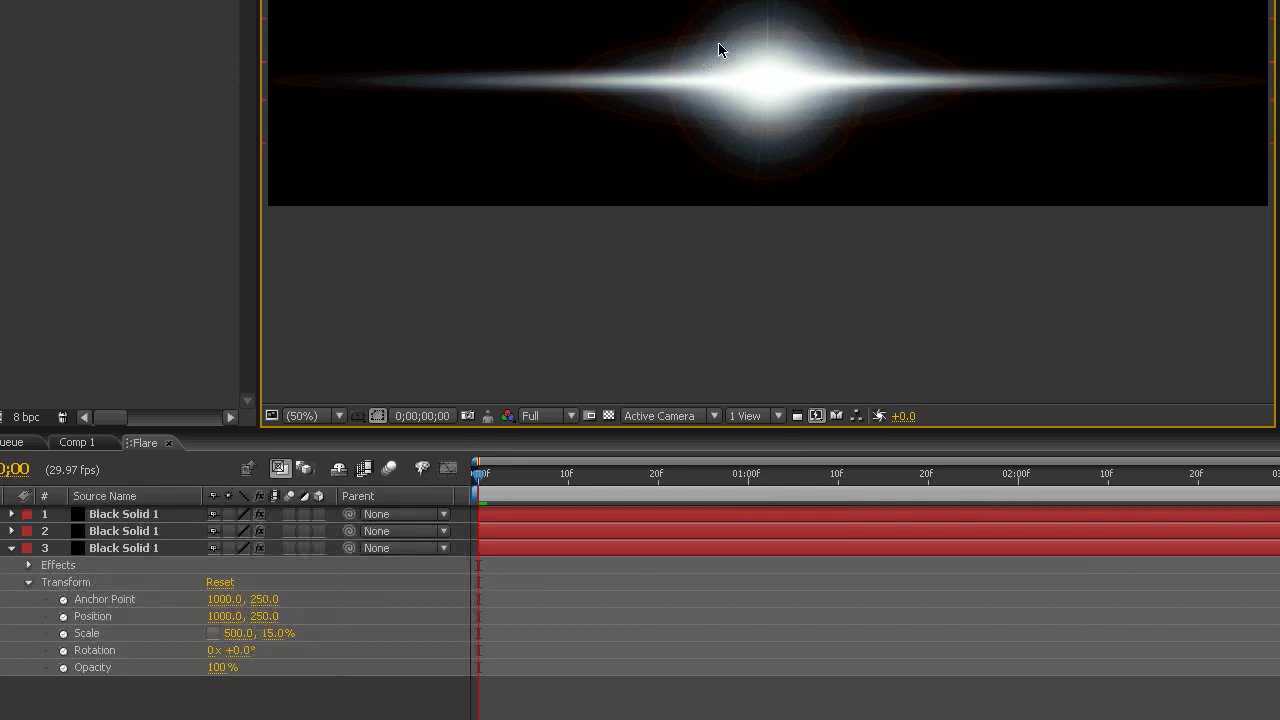 8 bpc (50%) 0;00;00;00 Full Active Camera 1 View +0.0
ueue Comp 1 Flare
0;00 (29.97 fps) 00F 10F 20F 01:00F 10F 20F 02:00F 10F 20F 03
# Source Name Parent
1 Black Solid 1 None
2 Black Solid 1 None
3 Black Solid 1 None
Effects
Transform Reset
Anchor Point 1000.0, 250.0
Position 1000.0, 250.0
Scale 500.0, 15.0%
Rotation 0x +0.0°
Opacity 100%